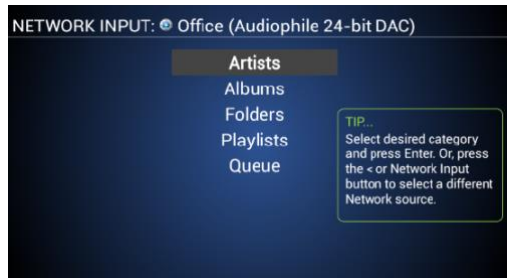 NETWORK INPUT: Office (Audiophile 24-bit DAC)
Artists
Albums
Folders
Playlists
Queue
TIP...
Select desired category
and press Enter. Or, press
the < or Network Input
button to select a different
Network source.